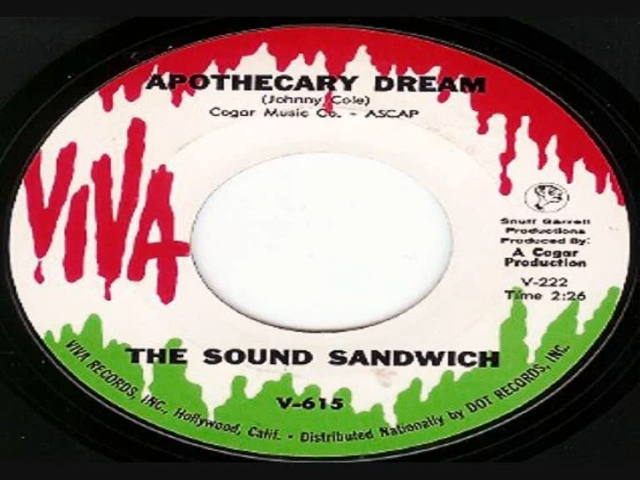 APOTHECARY DREAM
(Johnny Cole)
Cogar Music Co. - ASCAP
VIVA
Snuff Garrett
Productions
Produced By:
A Cogar
Production
V-222
Time 2:26
THE SOUND SANDWICH
V-615
VIVA RECORDS, INC., Hollywood, Calif. - Distributed Nationally by DOT RECORDS, INC.